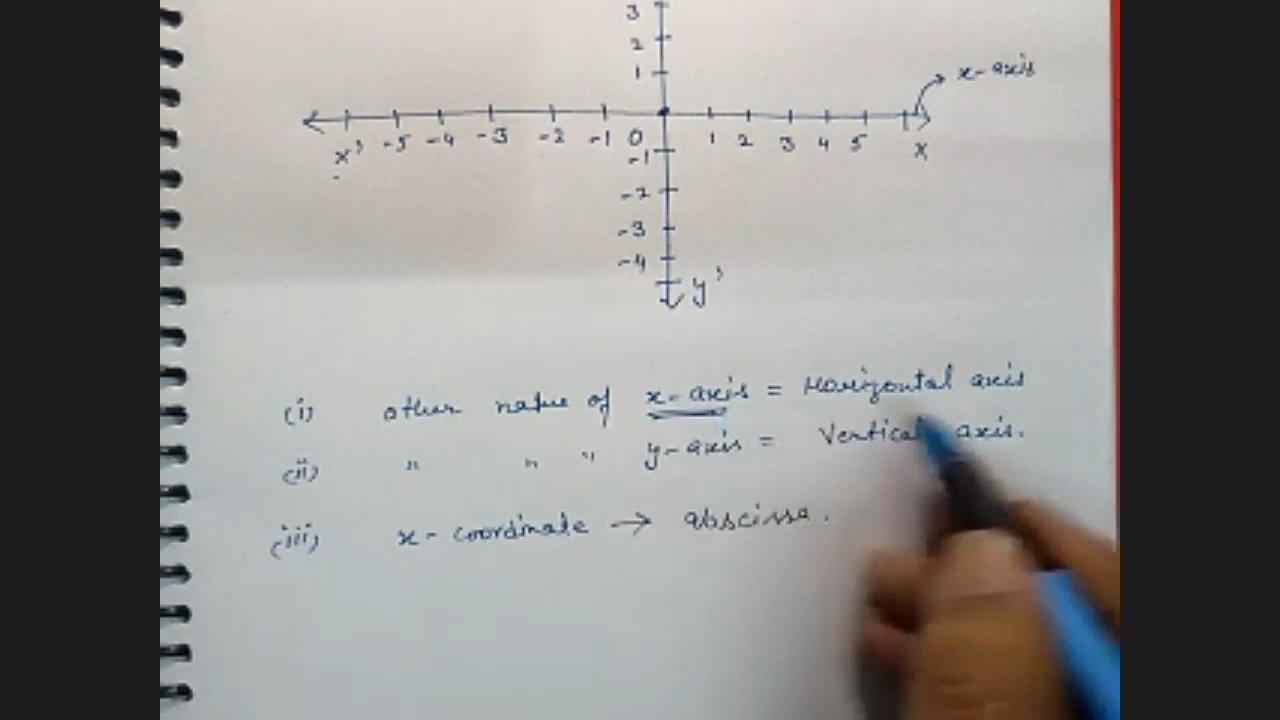 3
2
1
x-axis
x' -5 -4 -3 -2 -1 0 1 2 3 4 5 x
-1
-2
-3
-4
y'
(i) other name of x-axis = Horizontal axis
(ii) " " " y-axis = Vertical axis.
(iii) x-coordinate → abscissa.